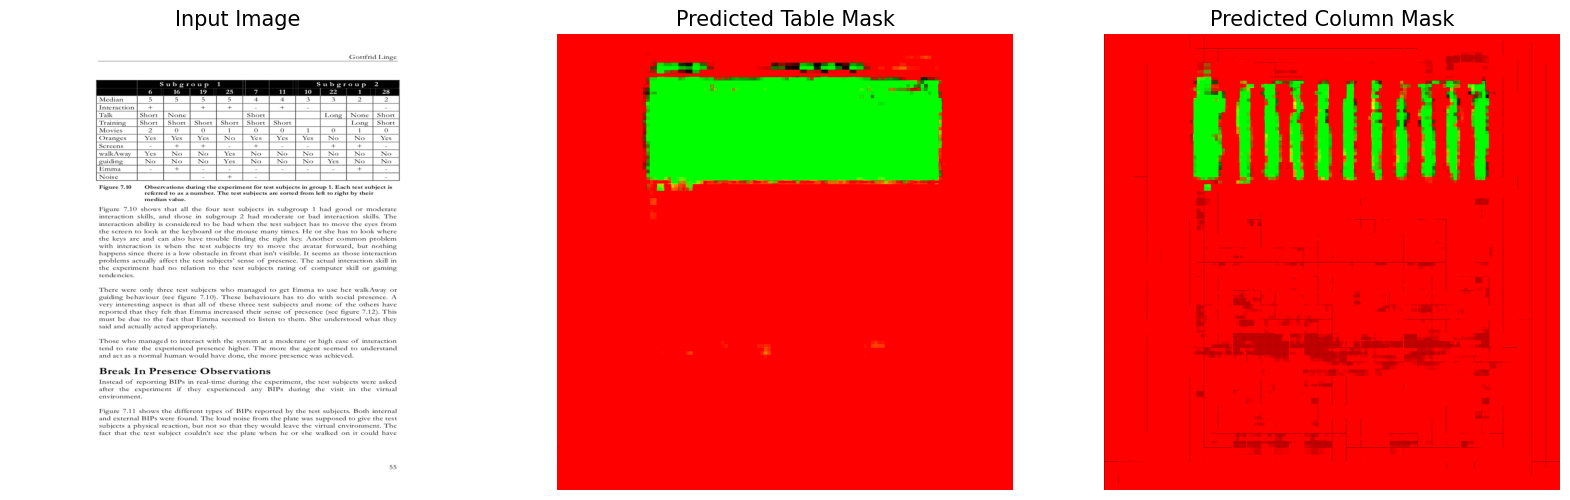 Input Image
Predicted Table Mask
Predicted Column Mask
Gottfrid Linge
Subgroup 1 Subgroup 2
6 16 19 25 7 11 10 22 1 28
Median 5 5 5 5 4 4 3 3 2 2
Interaction + + + - + - -
Talk Short None Short Long None Short
Training Short Short Short Short Short Short Long Short
Movies 2 0 0 1 0 0 1 0 1 0
Oranges Yes Yes Yes No Yes Yes Yes No No Yes
Screens - + + - + - - + + -
walkAway Yes No No Yes No No No No No No
guiding No No No Yes No No No Yes No No
Emma - + - - - - - - + -
Noise - + -
Figure 7.10 Observations during the experiment for test subjects in group 1. Each test subject is
referred to as a number. The test subjects are sorted from left to right by their
median value.
Figure 7.10 shows that all the four test subjects in subgroup 1 had good or moderate
interaction skills, and those in subgroup 2 had moderate or bad interaction skills. The
interaction ability is considered to be bad when the test subject has to move the eyes from
the screen to look at the keyboard or the mouse many times. He or she has to look where
the keys are and can also have trouble finding the right key. Another common problem
with interaction is when the test subjects try to move the avatar forward, but nothing
happens since there is a low obstacle in front that isn't visible. It seems as those interaction
problems actually affect the test subjects' sense of presence. The actual interaction skill in
the experiment had no relation to the test subjects rating of computer skill or gaming
tendencies.
There were only three test subjects who managed to get Emma to use her walkAway or
guiding behaviour (see figure 7.10). These behaviours has to do with social presence. A
very interesting aspect is that all of these three test subjects and none of the others have
reported that they felt that Emma increased their sense of presence (see figure 7.12). This
must be due to the fact that Emma seemed to listen to them. She understood what they
said and actually acted appropriately.
Those who managed to interact with the system at a moderate or high ease of interaction
tend to rate the experienced presence higher. The more the agent seemed to understand
and act as a normal human would have done, the more presence was achieved.
Break In Presence Observations
Instead of reporting BIPs in real-time during the experiment, the test subjects were asked
after the experiment if they experienced any BIPs during the visit in the virtual
environment.
Figure 7.11 shows the different types of BIPs reported by the test subjects. Both internal
and external BIPs were found. The loud noise from the plate was supposed to give the test
subjects a physical reaction, but not so that they would leave the virtual environment. The
fact that the test subject couldn't see the plate when he or she walked on it could have
55